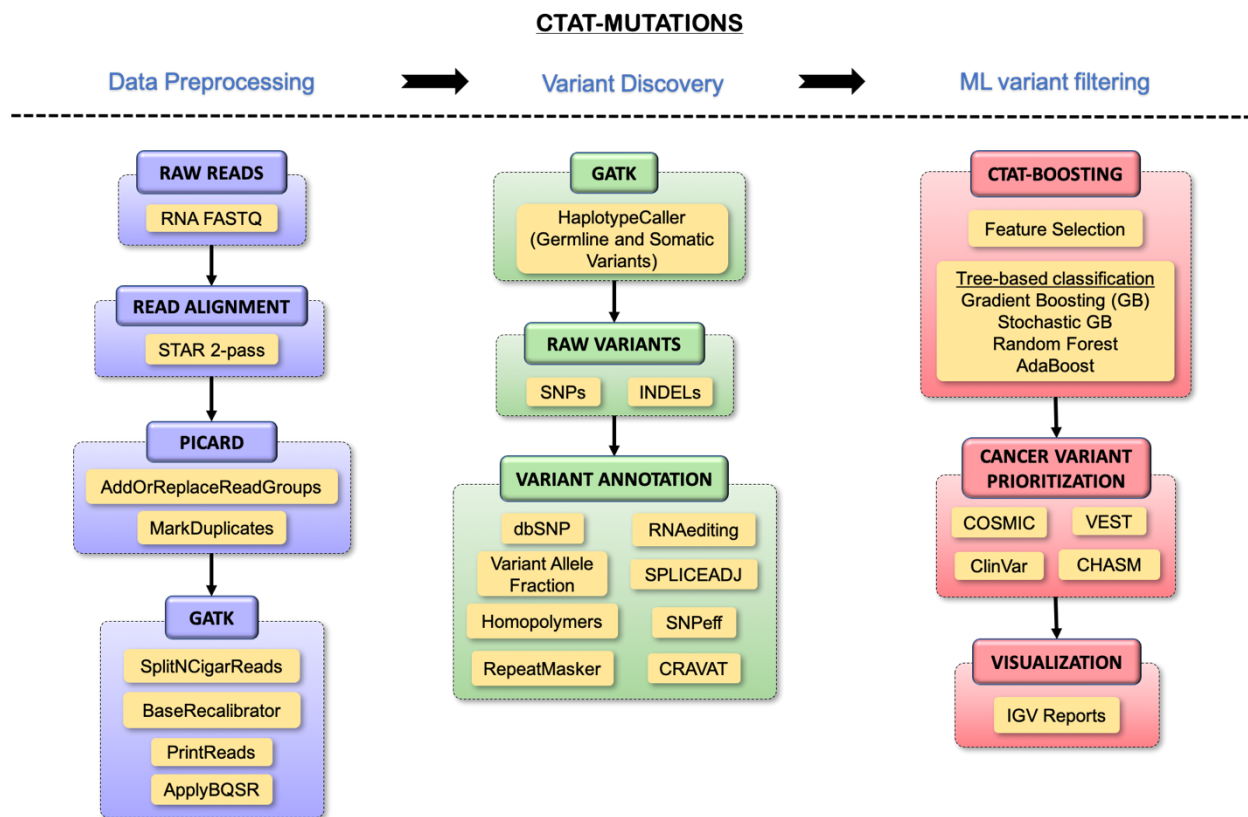 CTAT-MUTATIONS
Data Preprocessing
Variant Discovery
ML variant filtering
RAW READS
RNA FASTQ
READ ALIGNMENT
STAR 2-pass
PICARD
AddOrReplaceReadGroups
MarkDuplicates
GATK
SplitNCigarReads
BaseRecalibrator
PrintReads
ApplyBQSR
GATK
HaplotypeCaller
(Germline and Somatic
Variants)
RAW VARIANTS
SNPs
INDELs
VARIANT ANNOTATION
dbSNP
RNAediting
Variant Allele
Fraction
SPLICEADJ
Homopolymers
SNPeff
RepeatMasker
CRAVAT
CTAT-BOOSTING
Feature Selection
Tree-based classification
Gradient Boosting (GB)
Stochastic GB
Random Forest
AdaBoost
CANCER VARIANT
PRIORITIZATION
COSMIC
VEST
ClinVar
CHASM
VISUALIZATION
IGV Reports